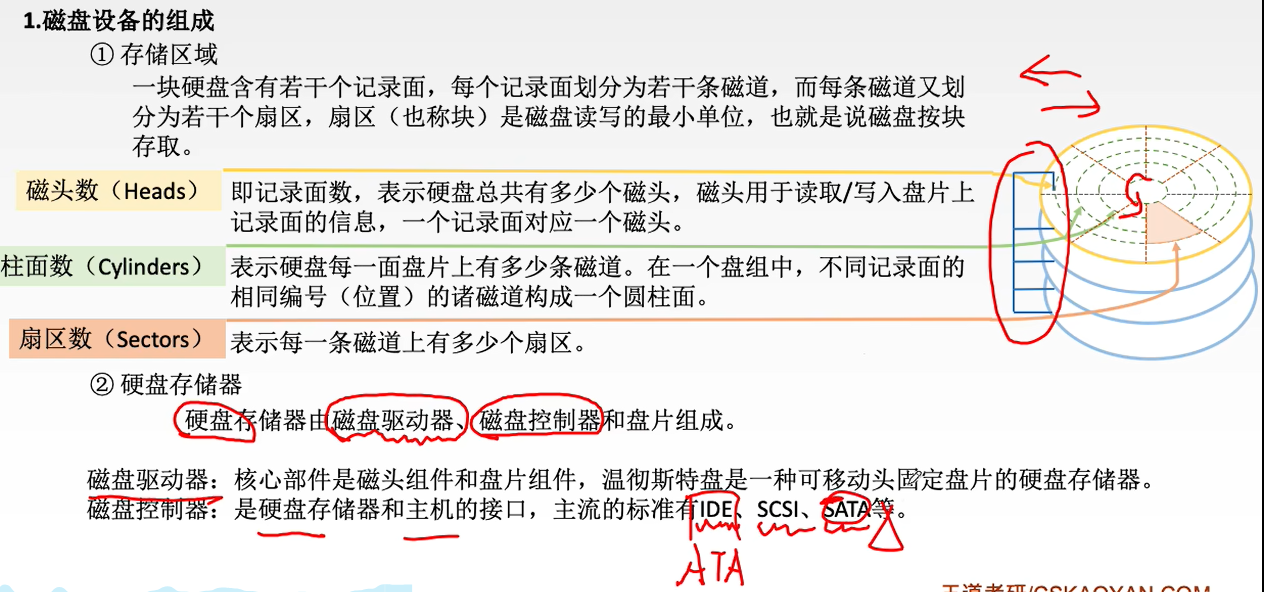 1.磁盘设备的组成
① 存储区域
一块硬盘含有若干个记录面，每个记录面划分为若干条磁道，而每条磁道又划
分为若干个扇区，扇区（也称块）是磁盘读写的最小单位，也就是说磁盘按块
存取。
磁头数（Heads）
即记录面数，表示硬盘总共有多少个磁头，磁头用于读取/写入盘片上
记录面的信息，一个记录面对应一个磁头。
柱面数（Cylinders）
表示硬盘每一面盘片上有多少条磁道。在一个盘组中，不同记录面的
相同编号（位置）的诸磁道构成一个圆柱面。
扇区数（Sectors）
表示每一条磁道上有多少个扇区。
② 硬盘存储器
硬盘存储器由磁盘驱动器、磁盘控制器和盘片组成。
磁盘驱动器：核心部件是磁头组件和盘片组件，温彻斯特盘是一种可移动头固定盘片的硬盘存储器。
磁盘控制器：是硬盘存储器和主机的接口，主流的标准有IDE、SCSI、SATA等。
ATA
王道考研/CSKAOYAN.COM